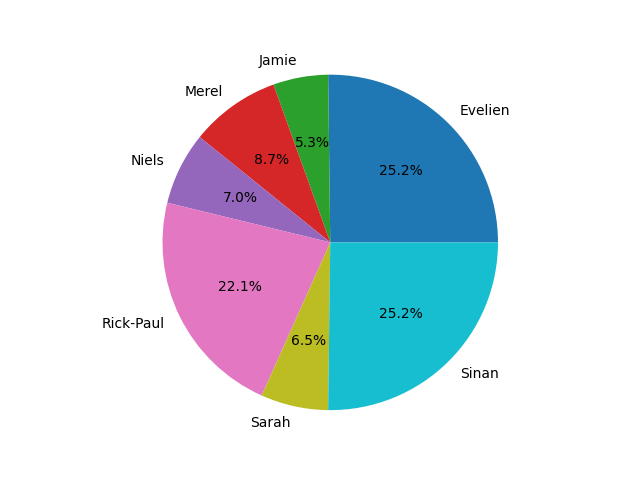 Jamie
Merel
Evelien
5.3%
8.7%
Niels
25.2%
7.0%
22.1%
25.2%
Rick-Paul
6.5%
Sinan
Sarah